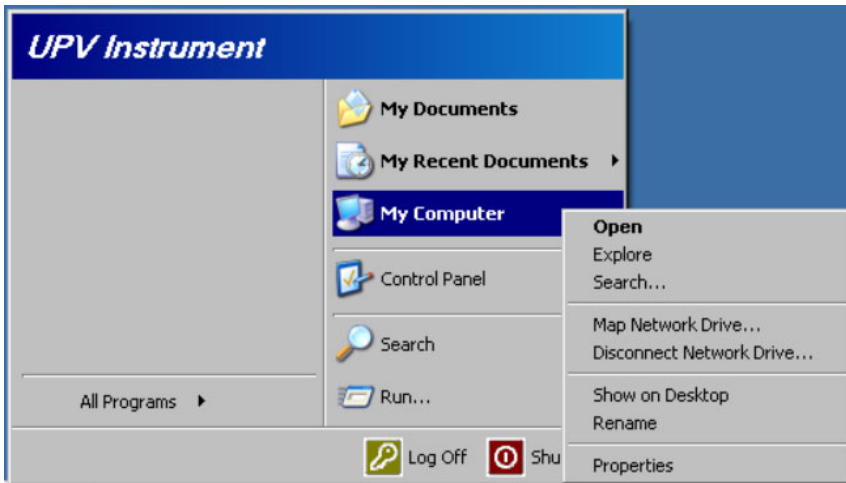 UPV Instrument
My Documents
My Recent Documents
My Computer
Control Panel
Search
Run...
All Programs
Log Off
Shu
Open
Explore
Search...
Map Network Drive...
Disconnect Network Drive...
Show on Desktop
Rename
Properties